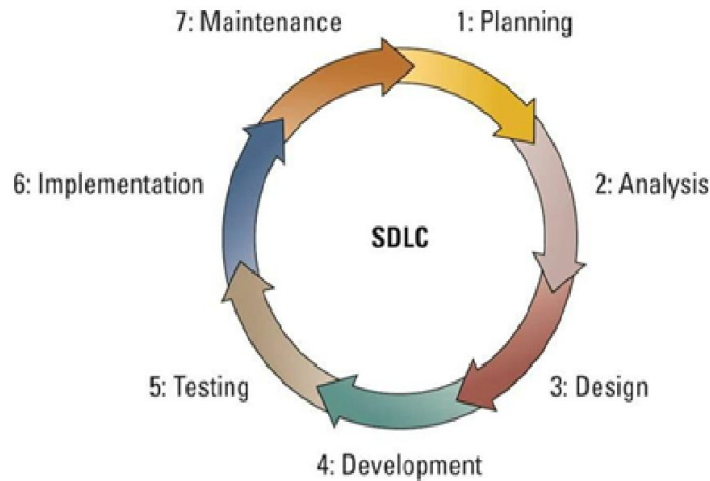 7: Maintenance
1: Planning
6: Implementation
2: Analysis
SDLC
5: Testing
3: Design
4: Development